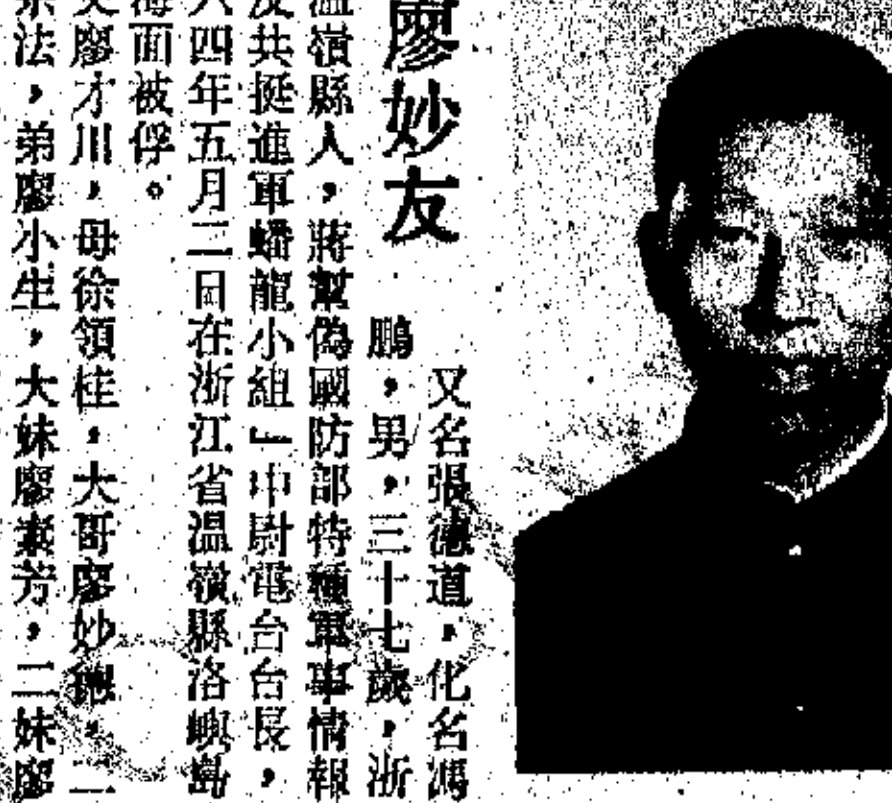 廖妙友
又名張德道,化名馮
鵬,男,三十七歲,浙
溫嶺縣人,蔣幫偽國防部特種軍事情報
反共挺進軍蟠龍小組」中尉電台台長,
六四年五月二日在浙江省溫嶺縣洛嶼島
海面被俘。
父廖才川,母徐領桂,大哥廖妙德,二
法,弟廖小生,大妹廖素芳,二妹廖